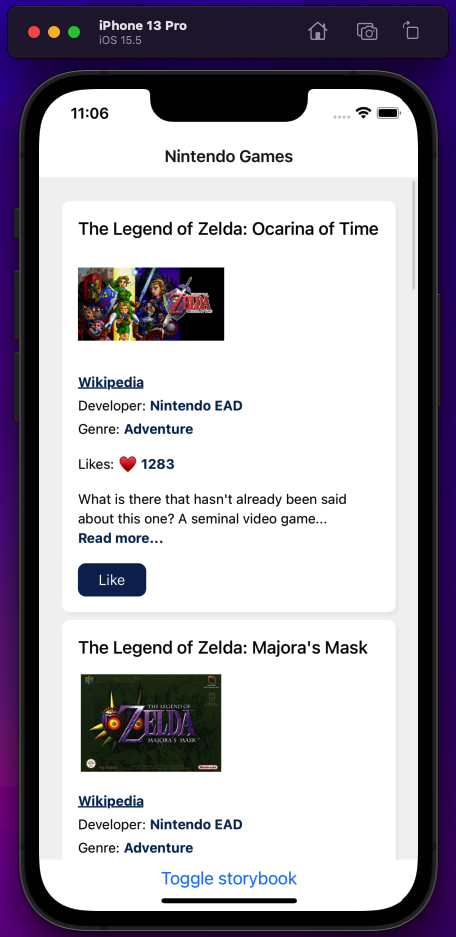 iPhone 13 Pro
iOS 15.5
11:06
Nintendo Games
The Legend of Zelda: Ocarina of Time
ZELDA
Wikipedia
Developer: Nintendo EAD
Genre: Adventure
Likes: ♥️ 1283
What is there that hasn't already been said
about this one? A seminal video game...
Read more...
Like
The Legend of Zelda: Majora's Mask
THE LEGEND OF
ZELDA
MAJORA'S MASK
Wikipedia
Developer: Nintendo EAD
Genre: Adventure
Toggle storybook